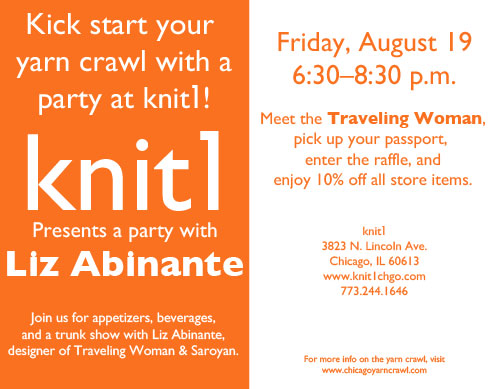 Kick start your
yarn crawl with a
party at knit1!
knit1
Presents a party with
Liz Abinante
Join us for appetizers, beverages,
and a trunk show with Liz Abinante,
designer of Traveling Woman & Saroyan.
Friday, August 19
6:30–8:30 p.m.
Meet the Traveling Woman,
pick up your passport,
enter the raffle, and
enjoy 10% off all store items.
knit1
3823 N. Lincoln Ave.
Chicago, IL 60613
www.knit1chgo.com
773.244.1646
For more info on the yarn crawl, visit
www.chicagoyarncrawl.com